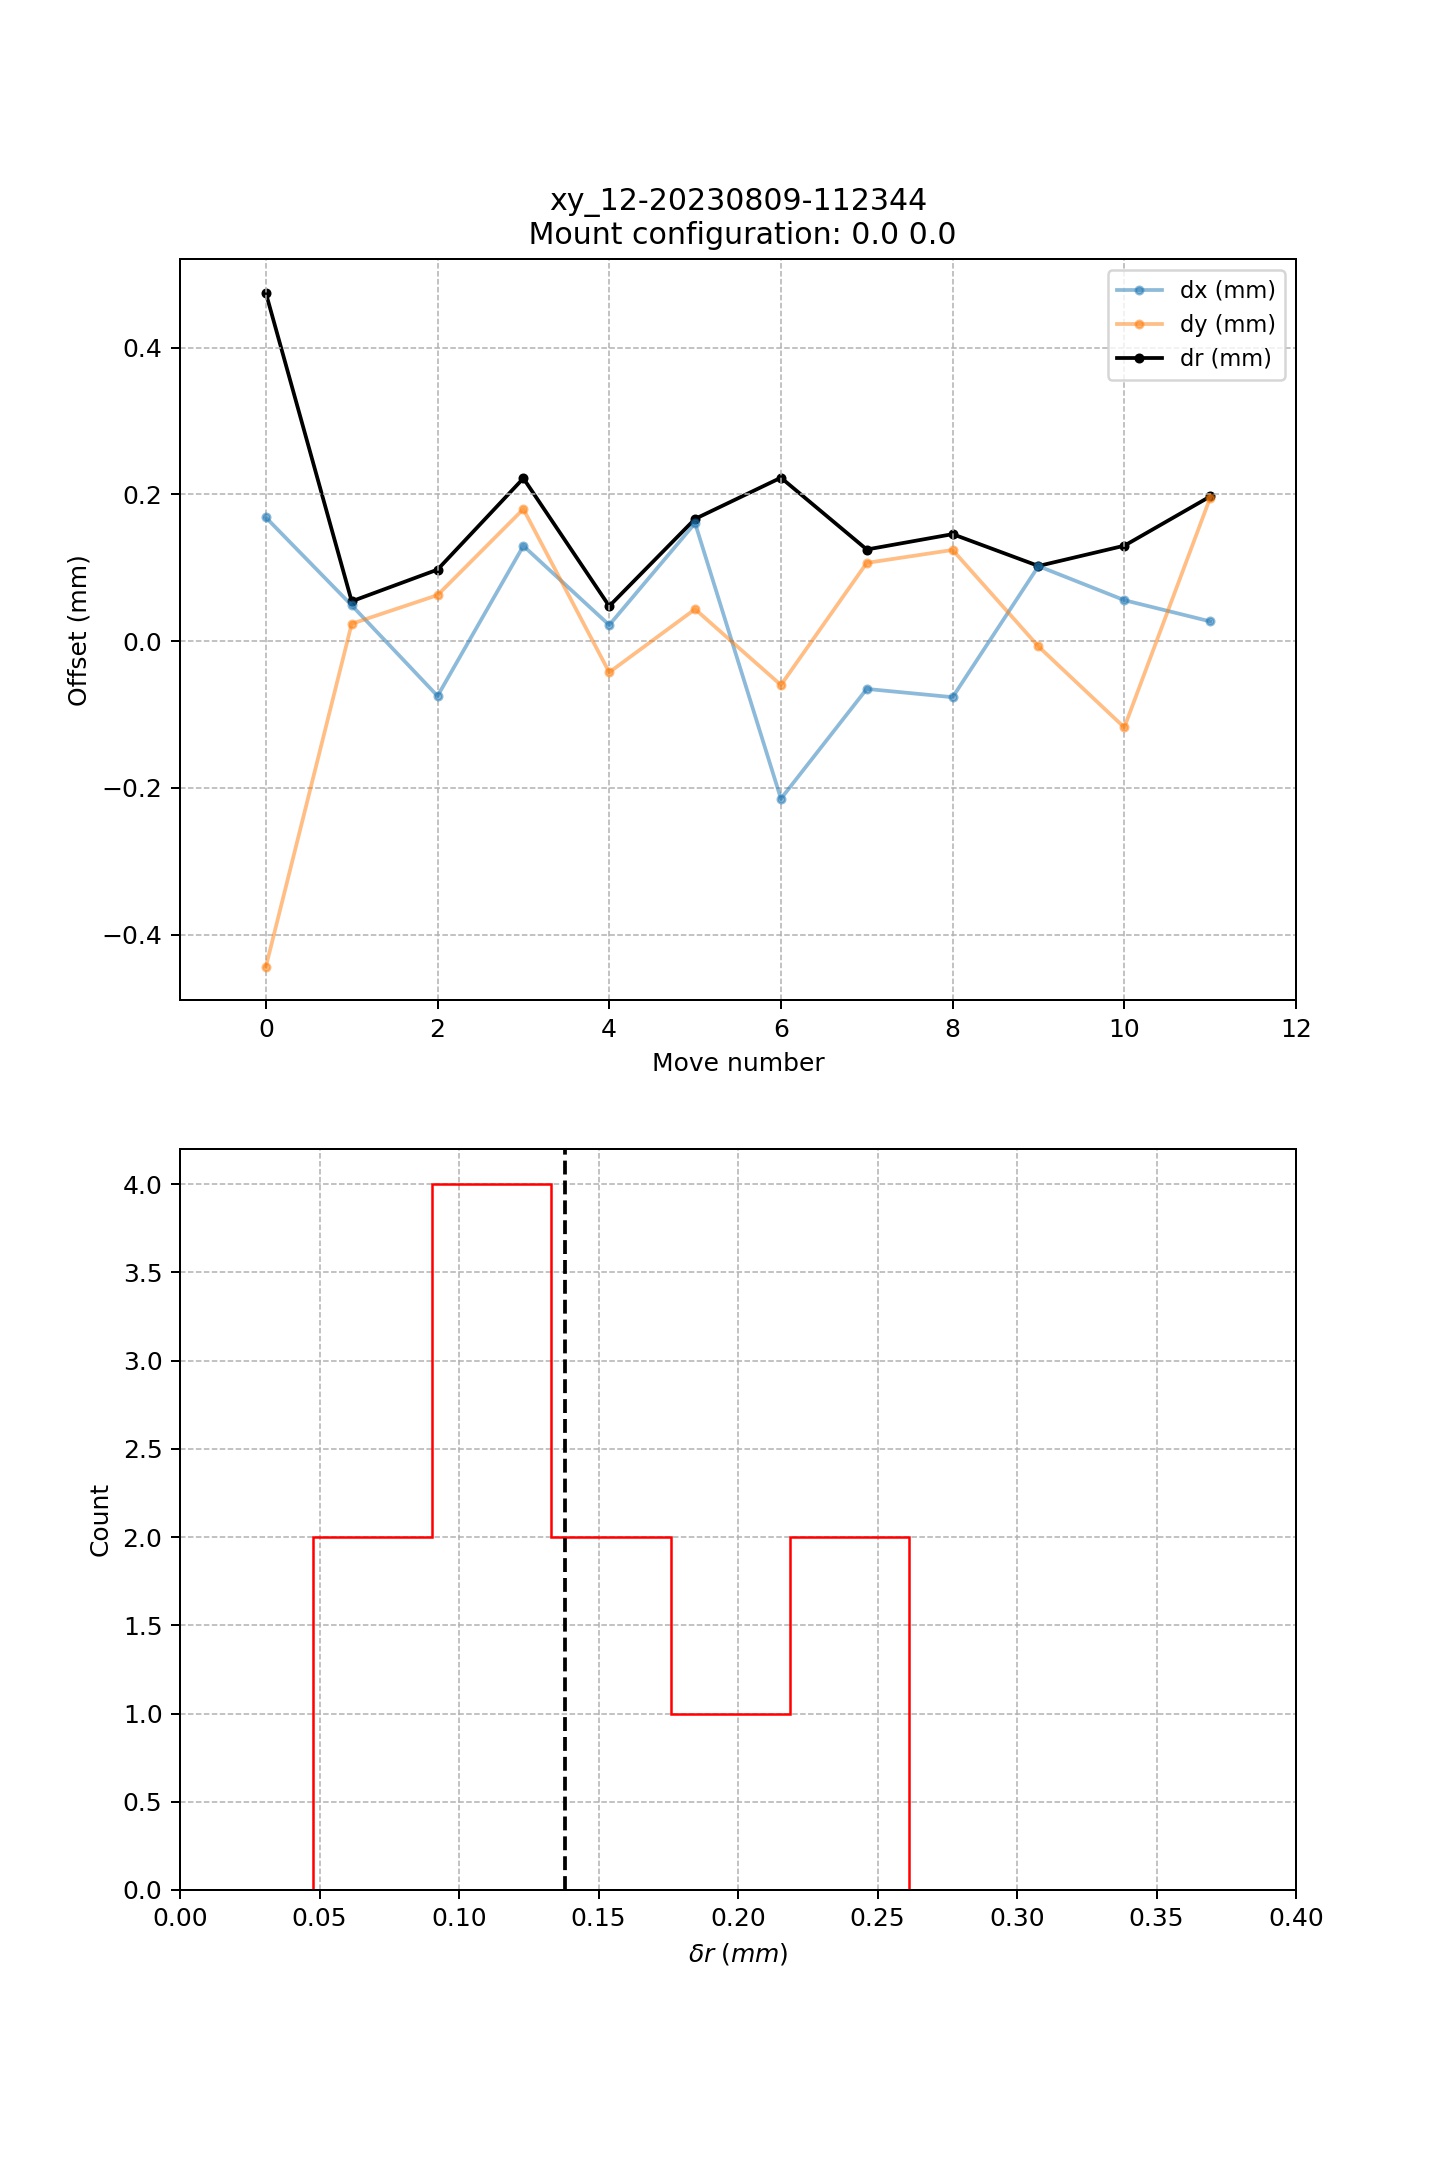 xy_12-20230809-112344
Mount configuration: 0.0 0.0
dx (mm)
dy (mm)
dr (mm)
0.4
0.2
0.0
−0.2
−0.4
Offset (mm)
0 2 4 6 8 10 12
Move number
4.0
3.5
3.0
2.5
2.0
1.5
1.0
0.5
0.0
Count
0.00 0.05 0.10 0.15 0.20 0.25 0.30 0.35 0.40
δr (mm)